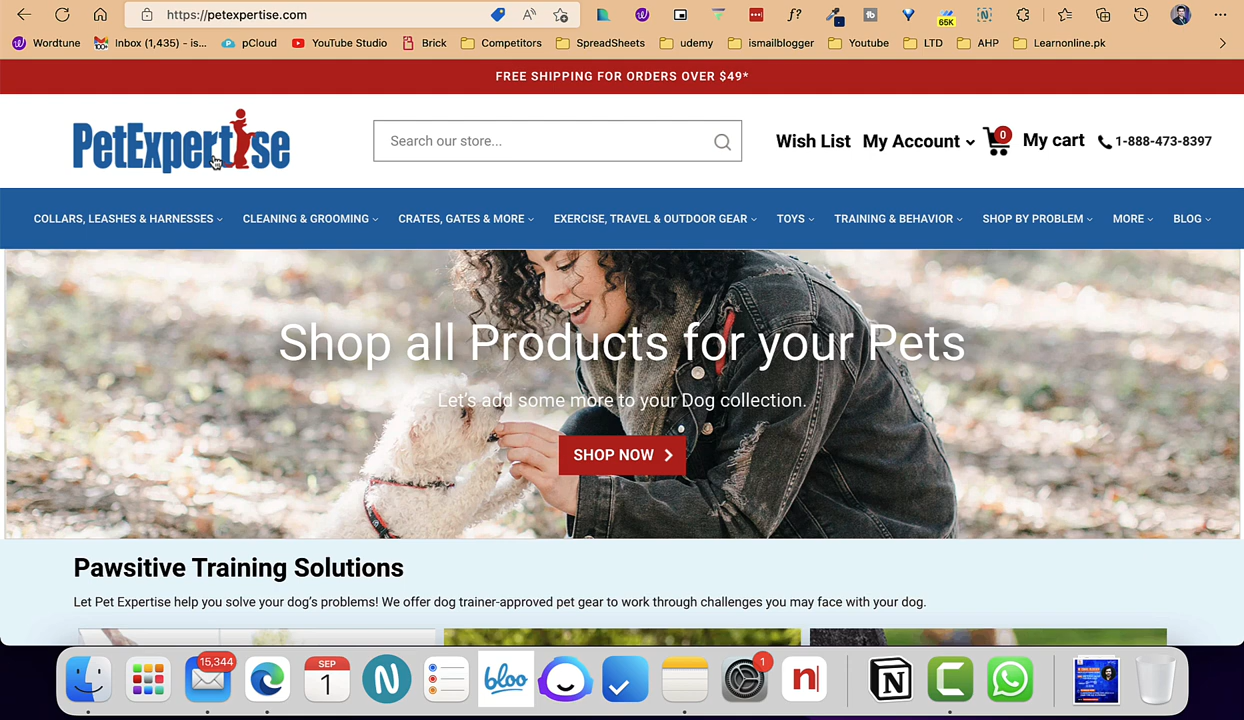 https://petexpertise.com
65K
Wordtune
Inbox (1,435) - is...
pCloud
YouTube Studio
Brick
Competitors
SpreadSheets
udemy
ismailblogger
Youtube
LTD
AHP
Learnonline.pk
FREE SHIPPING FOR ORDERS OVER $49*
PetExpertise
Search our store...
Wish List
My Account
0
My cart
1-888-473-8397
COLLARS, LEASHES & HARNESSES
CLEANING & GROOMING
CRATES, GATES & MORE
EXERCISE, TRAVEL & OUTDOOR GEAR
TOYS
TRAINING & BEHAVIOR
SHOP BY PROBLEM
MORE
BLOG
Shop all Products for your Pets
Let's add some more to your Dog collection.
SHOP NOW
Pawsitive Training Solutions
Let Pet Expertise help you solve your dog's problems! We offer dog trainer-approved pet gear to work through challenges you may face with your dog.
15,344
SEP
1
N
bloo
1
n
N
C